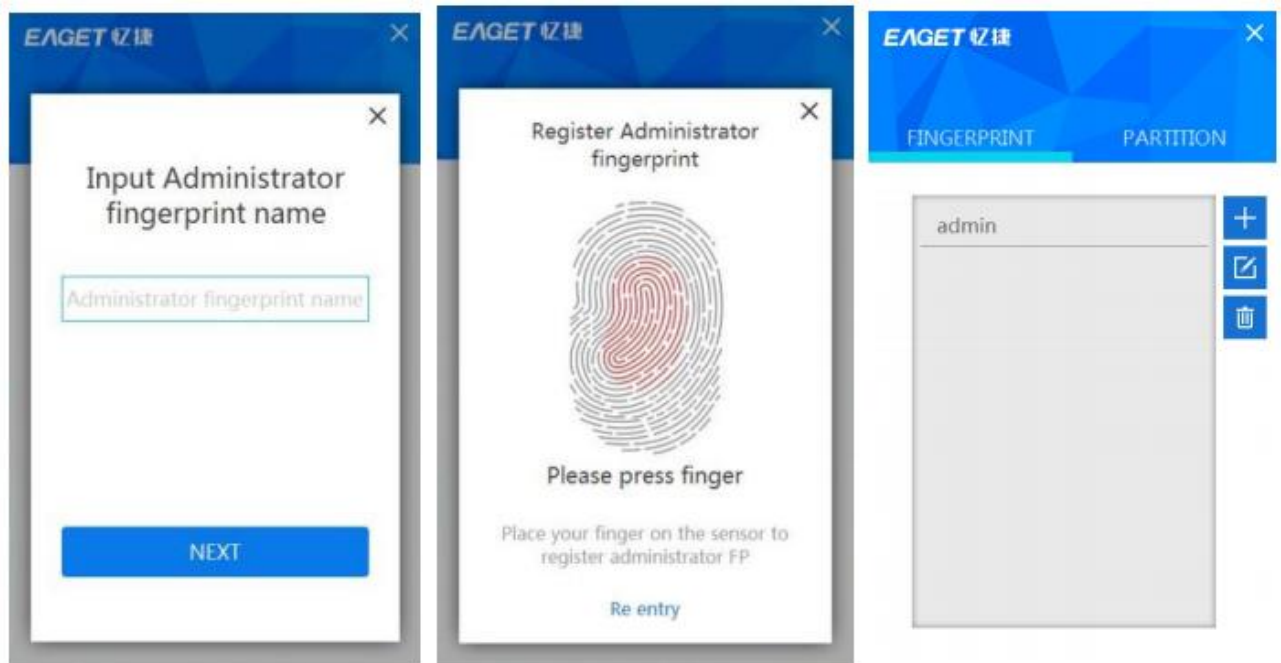 EAGET 忆捷
Input Administrator
fingerprint name
Administrator fingerprint name
NEXT
EAGET 忆捷
Register Administrator
fingerprint
Please press finger
Place your finger on the sensor to
register administrator FP
Re entry
EAGET 忆捷
FINGERPRINT PARTITION
admin